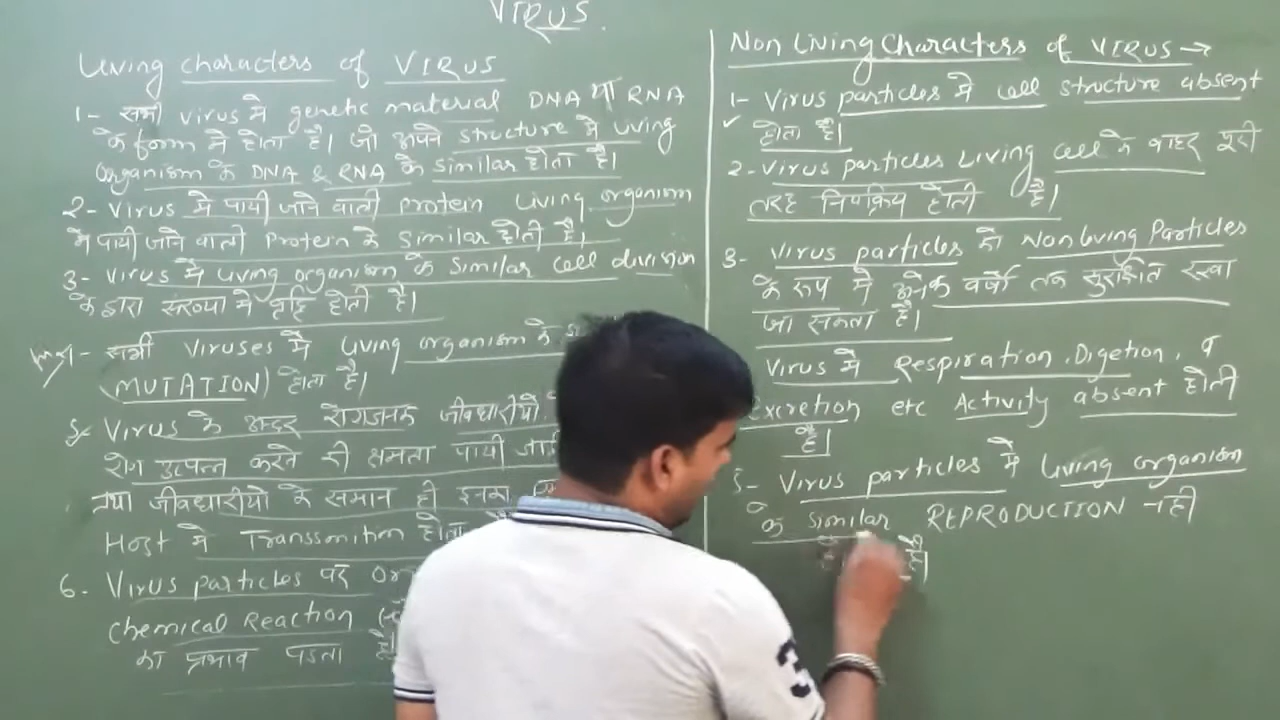 VIRUS.
Living characters of VIRUS
1- सभी virus मे genetic material DNA या RNA
के form मे होता है। जो अपने structure मे living
organism के DNA & RNA के similar होता है।
2- Virus मे पायी जाने वाली protein living organism
मे पायी जाने वाली Protein के similar होती है,
3- Virus मे living organism के similar cell division
के द्वारा संख्या मे वृद्धि होती है।
- सभी Viruses मे living organism के
(MUTATION) होता है।
5- Virus के अन्दर रोगजनक जीवधारीयो
रोग उत्पन्न करने की क्षमता पायी
तथा जीवधारीयो के समान ही इनका
Host मे Transmition
6. Virus particles पर
Chemical Reaction
का प्रभाव पडता है।
Non Living Characters of VIRUS →
1- Virus particles मे cell structure absent
होता है।
2- Virus particles Living cell के बाहर पूरी
तरह निष्क्रिय होती है।
3- Virus particles को Nonliving Particles
के रूप मे अनेक वर्षो तक सुरक्षित रखा
जा सकता है।
Virus मे Respiration, Digetion, व
Excretion etc Activity absent होती
है।
5- Virus particles मे living organism
के similar REPRODUCTION नही
है।
3